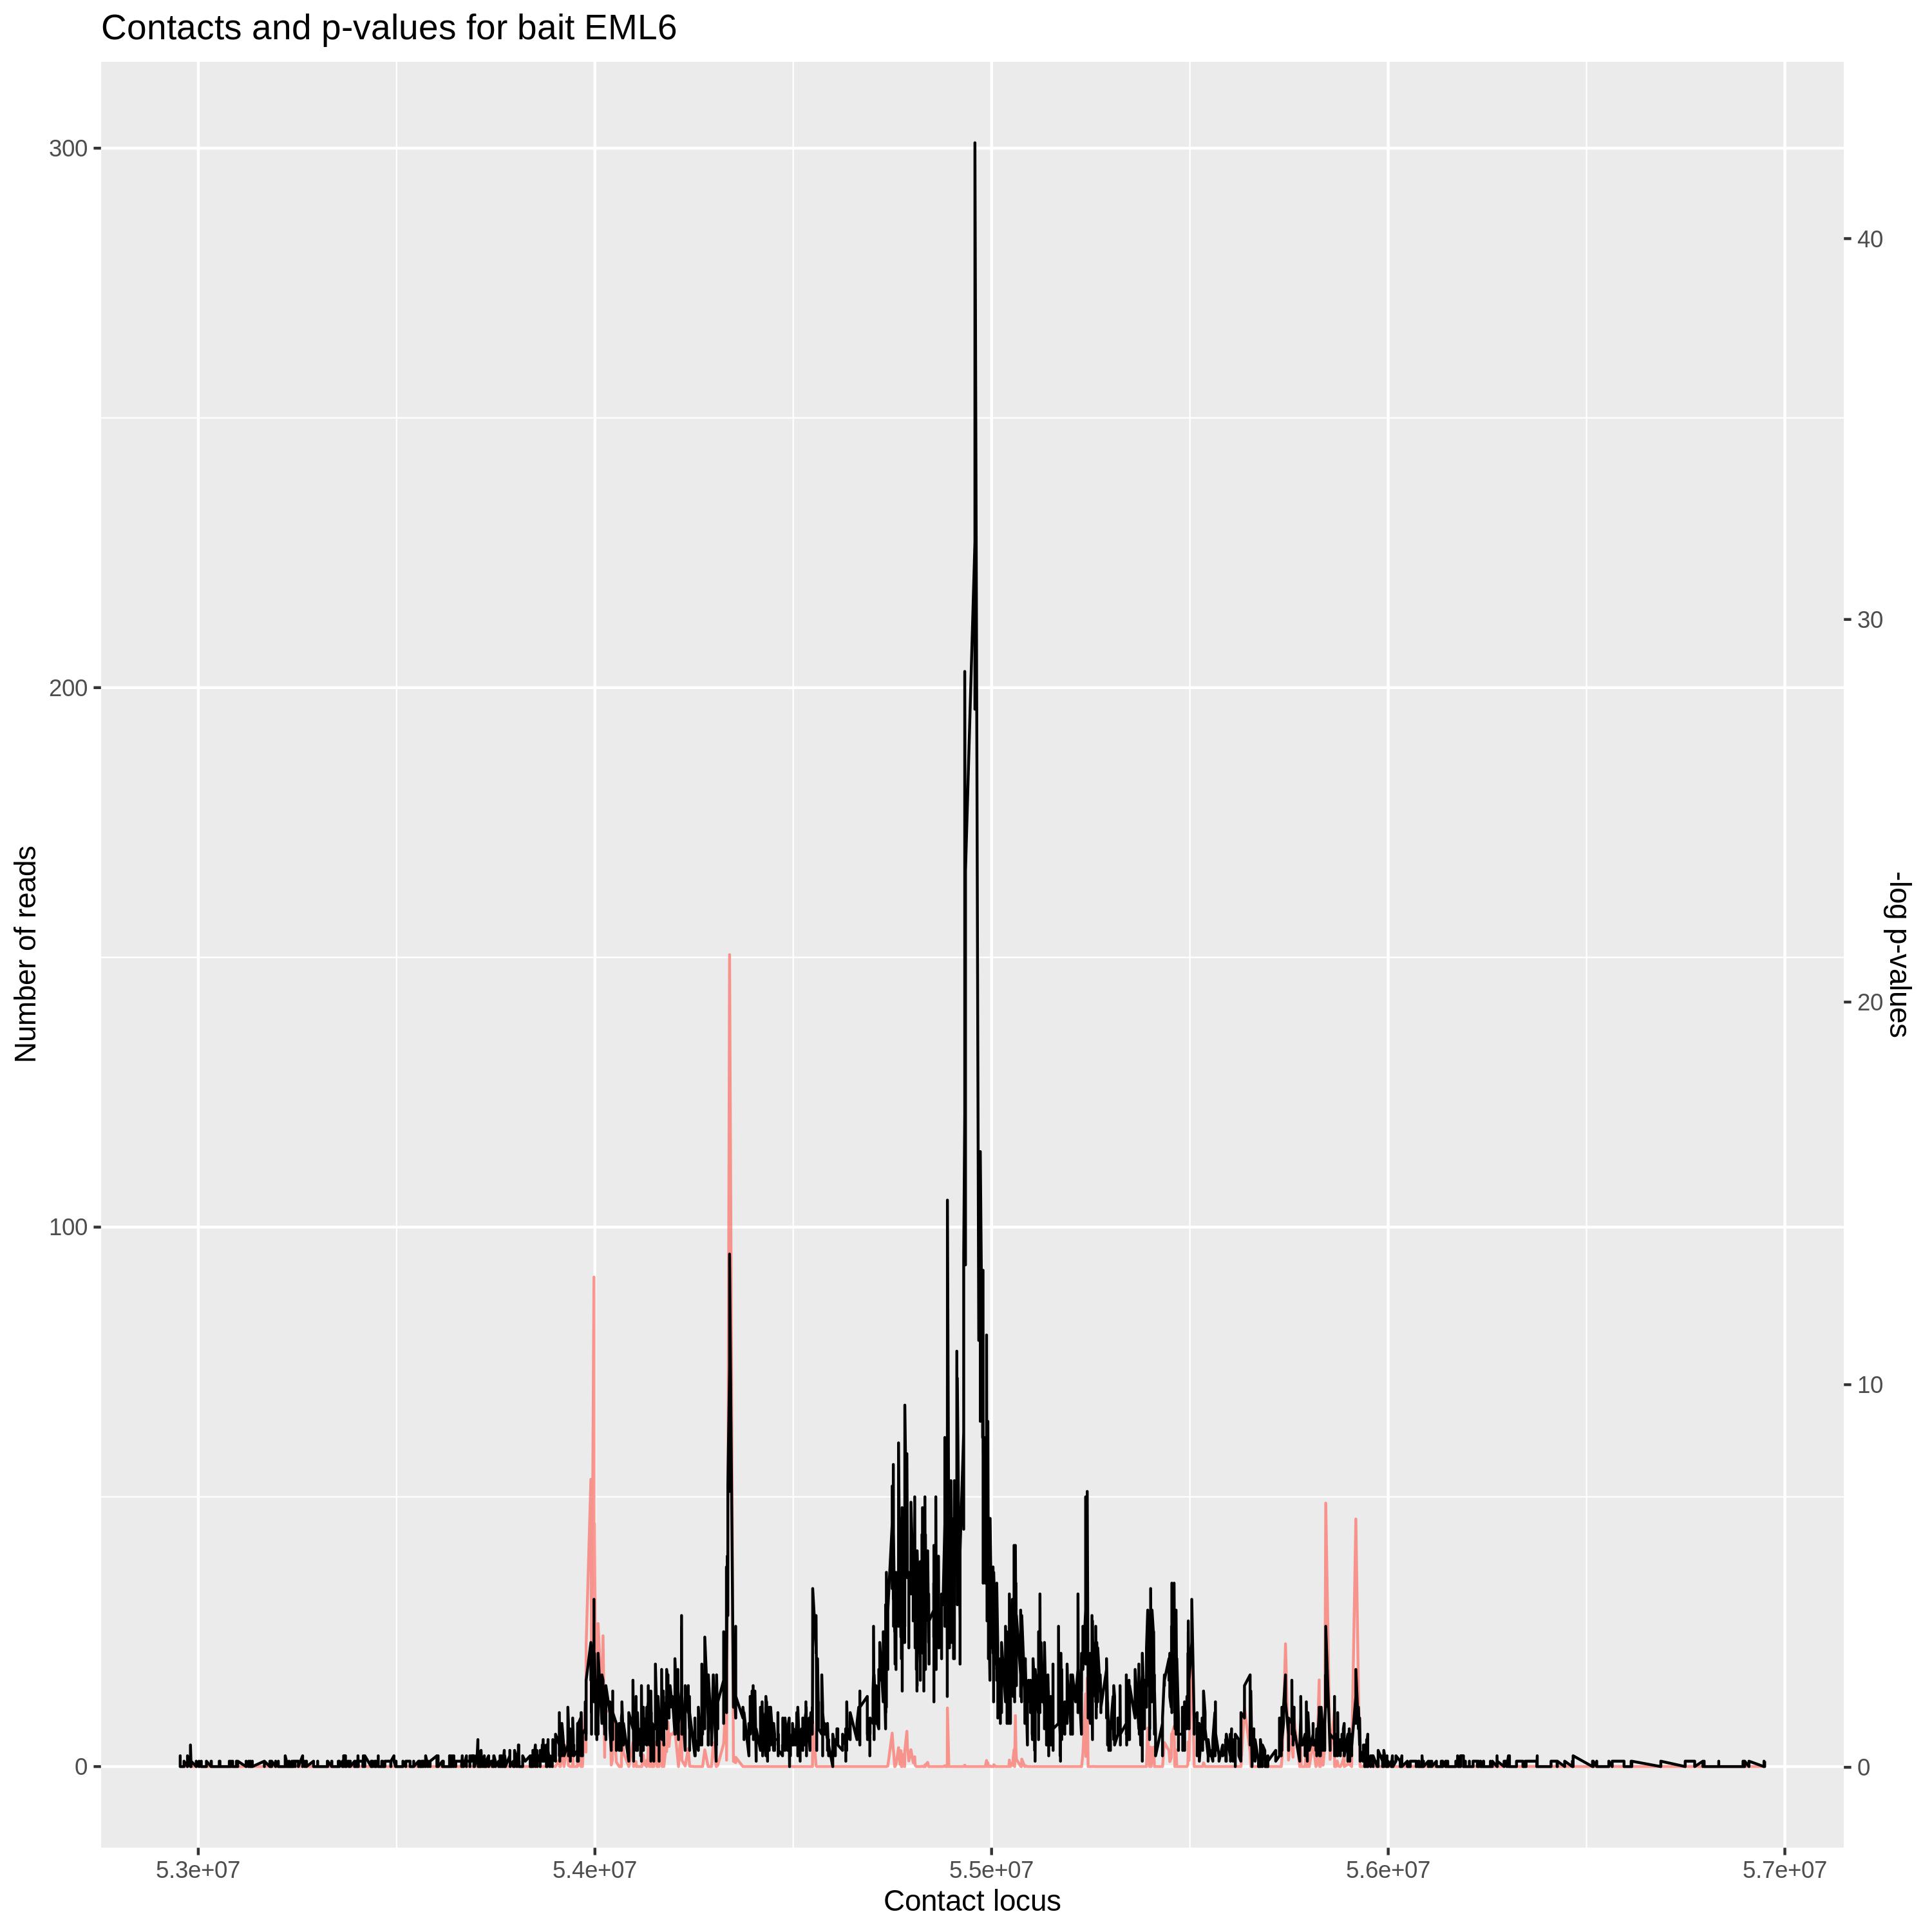 Contacts and p-values for bait EML6
300
200
100
0
40
30
20
10
0
Number of reads
-log p-values
5.3e+07 5.4e+07 5.5e+07 5.6e+07 5.7e+07
Contact locus